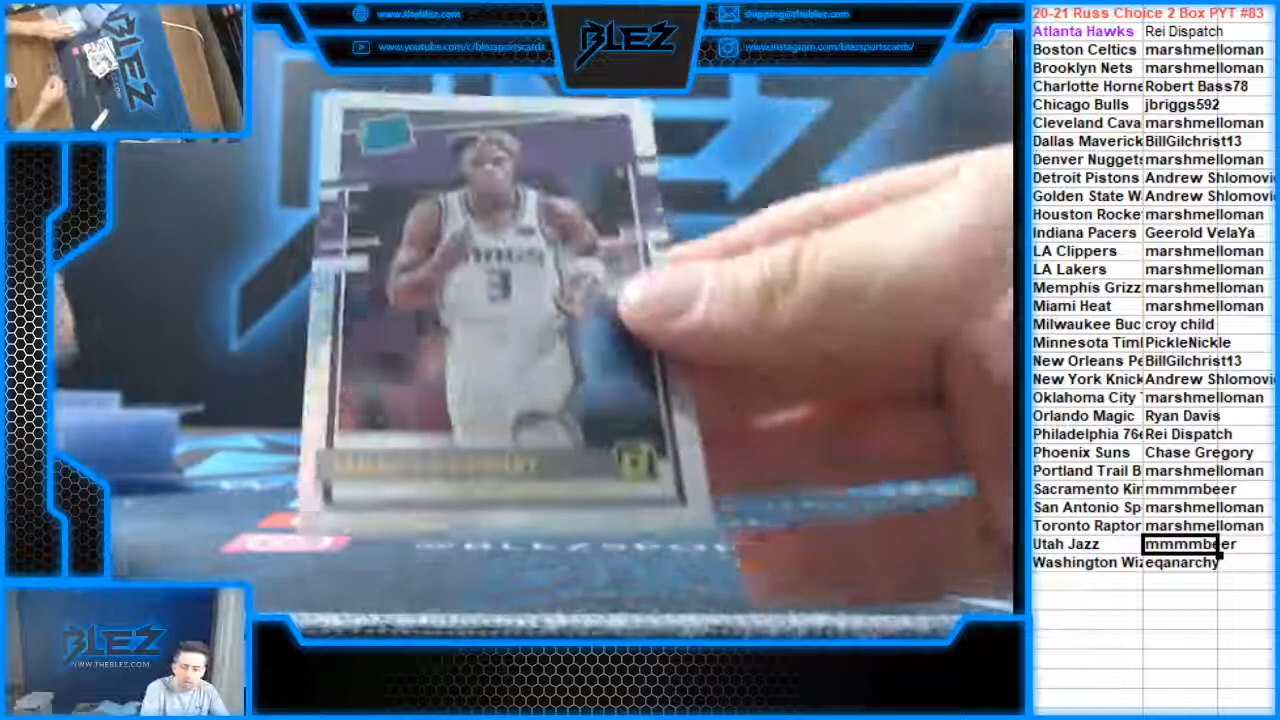 www.theblez.com
BLEZ
shipping@theblez.com
www.youtube.com/c/blezsportscards
www.instagram.com/blezsportscards/
BLEZ
3
BLEZ
WWW.THEBLEZ.COM
20-21 Russ Choice 2 Box PYT #83
Atlanta Hawks Rei Dispatch
Boston Celtics marshmelloman
Brooklyn Nets marshmelloman
Charlotte Horne Robert Bass78
Chicago Bulls jbriggs592
Cleveland Cava marshmelloman
Dallas Maverick BillGilchrist13
Denver Nuggets marshmelloman
Detroit Pistons Andrew Shlomovi
Golden State W Andrew Shlomovi
Houston Rocke marshmelloman
Indiana Pacers Geerold VelaYa
LA Clippers marshmelloman
LA Lakers marshmelloman
Memphis Grizz marshmelloman
Miami Heat marshmelloman
Milwaukee Buc croy child
Minnesota Timl PickleNickle
New Orleans Pe BillGilchrist13
New York Knick Andrew Shlomovi
Oklahoma City marshmelloman
Orlando Magic Ryan Davis
Philadelphia 76e Rei Dispatch
Phoenix Suns Chase Gregory
Portland Trail B marshmelloman
Sacramento Kin mmmmbeer
San Antonio Sp marshmelloman
Toronto Raptor marshmelloman
Utah Jazz mmmmbeer
Washington Wiz eqanarchy